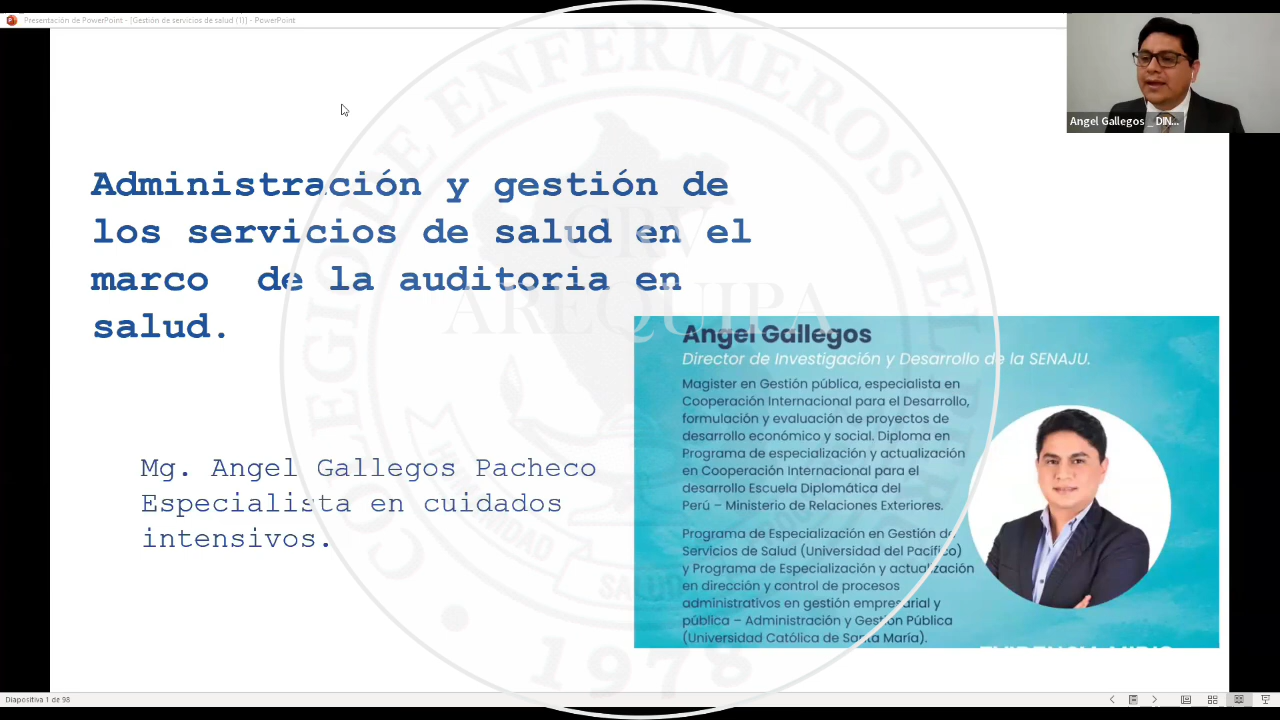 Presentación de PowerPoint - [Gestión de servicios de salud (1)] - PowerPoint
Angel Gallegos _ DIN...
Administración y gestión de
los servicios de salud en el
marco de la auditoria en
salud.
Mg. Angel Gallegos Pacheco
Especialista en cuidados
intensivos.
Angel Gallegos
Director de Investigación y Desarrollo de la SENAJU.
Magister en Gestión pública, especialista en
Cooperación Internacional para el Desarrollo,
formulación y evaluación de proyectos de
desarrollo económico y social. Diploma en
Programa de especialización y actualización
en Cooperación Internacional para el
desarrollo Escuela Diplomática del
Perú – Ministerio de Relaciones Exteriores.
Programa de Especialización en Gestión de
Servicios de Salud (Universidad del Pacífico)
y Programa de Especialización y actualización
en dirección y control de procesos
administrativos en gestión empresarial y
pública – Administración y Gestión Pública
(Universidad Católica de Santa María).
COLEGIO DE ENFERMEROS DEL
CRV
AREQUIPA
SALUD
1978
Diapositiva 1 de 98